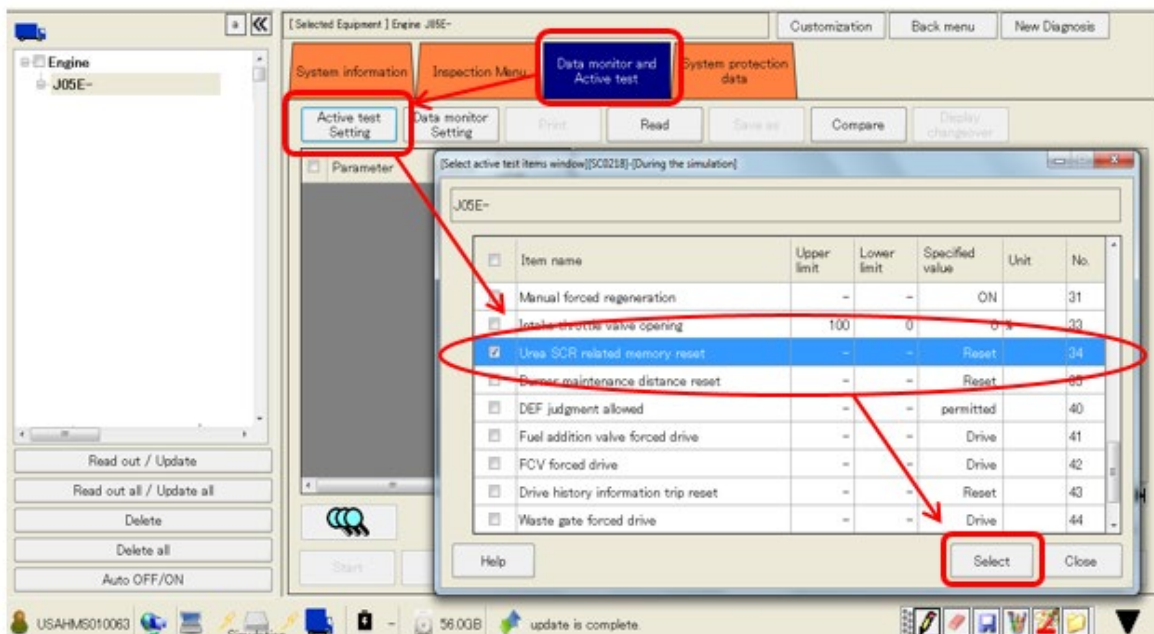 [ Selected Equipment ] Engine J05E-
Customization
Back menu
New Diagnosis
Engine
J05E-
System information
Inspection Menu
Data monitor and
Active test
System protection
data
Active test
Setting
Data monitor
Setting
Print
Read
Save as
Compare
Display
changeover
Parameter
[Select active test items window][SC0218]-[During the simulation]
J05E-
Item name Upper limit Lower limit Specified value Unit No.
Manual forced regeneration - - ON 31
Intake throttle valve opening 100 0 0 % 33
Urea SCR related memory reset - - Reset 34
Burner maintenance distance reset - - Reset 35
DEF judgment allowed - - permitted 40
Fuel addition valve forced drive - - Drive 41
FCV forced drive - - Drive 42
Drive history information trip reset - - Reset 43
Waste gate forced drive - - Drive 44
Help
Select
Close
Read out / Update
Read out all / Update all
Delete
Delete all
Auto OFF/ON
Start
USAHMS010063
-
56.0GB
update is complete.